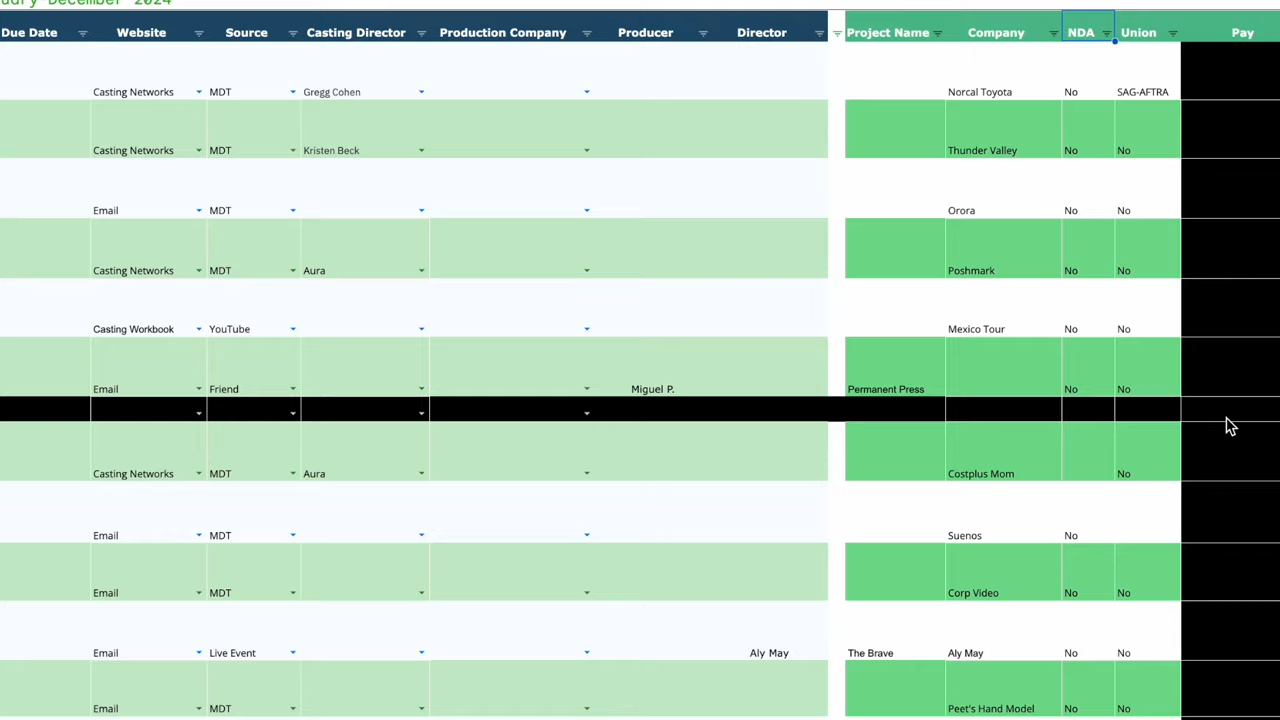 uary-December 2024
Due Date Website Source Casting Director Production Company Producer Director Project Name Company NDA Union Pay
Casting Networks MDT Gregg Cohen Norcal Toyota No SAG-AFTRA
Casting Networks MDT Kristen Beck Thunder Valley No No
Email MDT Orora No No
Casting Networks MDT Aura Poshmark No No
Casting Workbook YouTube Mexico Tour No No
Email Friend Miguel P. Permanent Press No No
Casting Networks MDT Aura Costplus Mom No
Email MDT Suenos No
Email MDT Corp Video No No
Email Live Event Aly May The Brave Aly May No No
Email MDT Peet's Hand Model No No